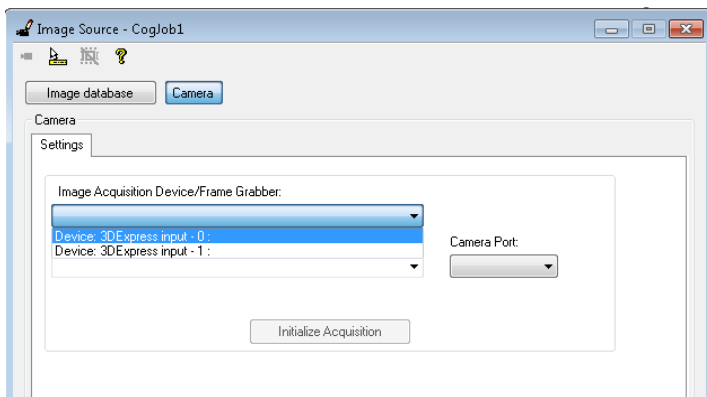 Image Source - CogJob1
Image database
Camera
Camera
Settings
Image Acquisition Device/Frame Grabber:
Device: 3DExpress input - 0 :
Device: 3DExpress input - 1 :
Camera Port:
Initialize Acquisition